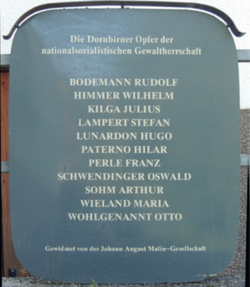 Die Dornbirner Opfer der
nationalsozialistischen Gewaltherrschaft
BODEMANN RUDOLF
HIMMER WILHELM
KILGA JULIUS
LAMPERT STEFAN
LUNARDON HUGO
PATERNO HILAR
PERLE FRANZ
SCHWENDINGER OSWALD
SOHM ARTHUR
WIELAND MARIA
WOHLGENANNT OTTO
Gewidmet von der Johann August Malin-Gesellschaft